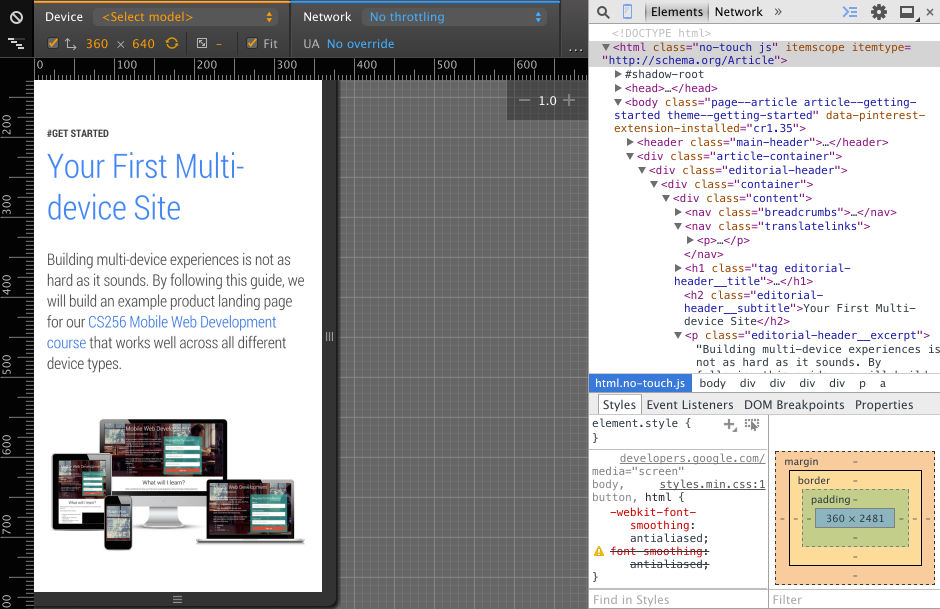 Device <Select model> Network No throttling
360 × 640 – Fit UA No override ...
0 100 200 300 400 500 600
1.0
200
300
400
500
600
700
#GET STARTED
Your First Multi-
device Site
Building multi-device experiences is not as
hard as it sounds. By following this guide, we
will build an example product landing page
for our CS256 Mobile Web Development
course that works well across all different
device types.
Mobile Web Development
What will I learn?
Elements Network »
<!DOCTYPE html>
<html class="no-touch js" itemscope itemtype=
"http://schema.org/Article">
#shadow-root
<head>…</head>
<body class="page--article article--getting-
started theme--getting-started" data-pinterest-
extension-installed="cr1.35">
<header class="main-header">…</header>
<div class="article-container">
<div class="editorial-header">
<div class="container">
<div class="content">
<nav class="breadcrumbs">…</nav>
<nav class="translatelinks">
<p>…</p>
</nav>
<h1 class="tag editorial-
header__title">…</h1>
<h2 class="editorial-
header__subtitle">Your First Multi-
device Site</h2>
<p class="editorial-header__excerpt">
"Building multi-device experiences is
not as hard as it sounds. By
html.no-touch.js body div div div div p a
Styles Event Listeners DOM Breakpoints Properties
element.style {
}
developers.google.com/
media="screen"
body, styles.min.css:1
button, html {
-webkit-font-
smoothing:
antialiased;
font-smoothing:
antialiased;
}
Find in Styles
margin –
border –
padding –
– – – 360 × 2481 – – –
–
–
–
Filter